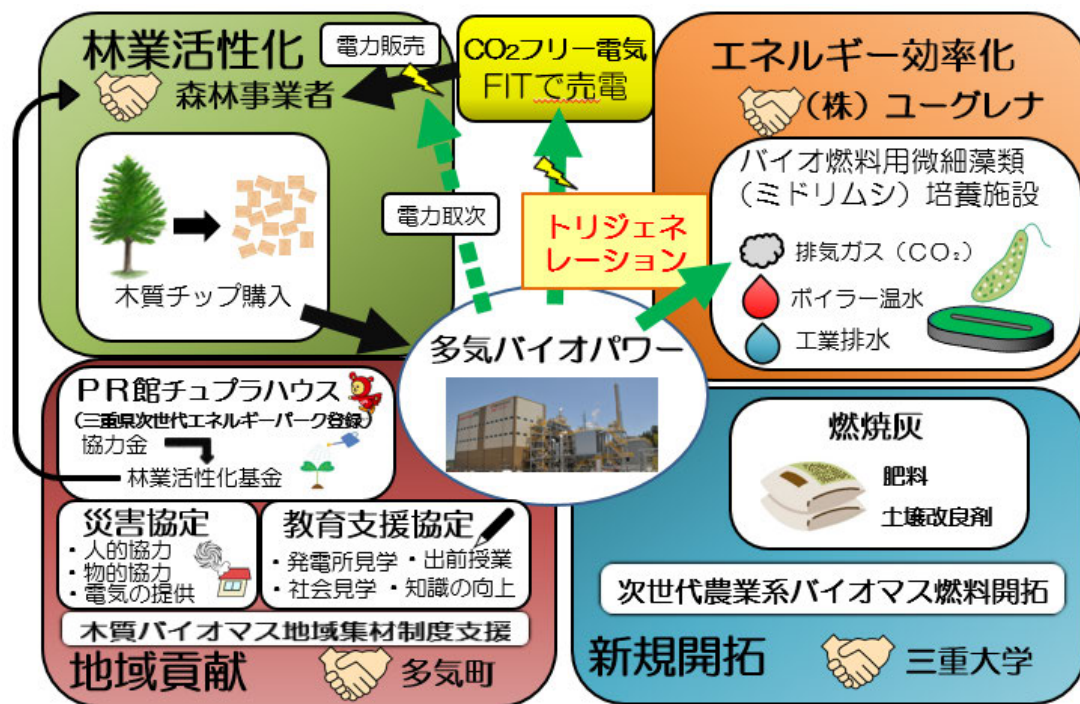 林業活性化
森林事業者
木質チップ購入
電力販売
CO₂フリー電気
FITで売電
電力取次
トリジェネ
レーション
エネルギー効率化
(株)ユーグレナ
バイオ燃料用微細藻類
(ミドリムシ)培養施設
排気ガス(CO₂)
ボイラー温水
工業排水
多気バイオパワー
PR館チュプラハウス
(三重県次世代エネルギーパーク登録)
協力金
林業活性化基金
災害協定
・人的協力
・物的協力
・電気の提供
教育支援協定
・発電所見学 ・出前授業
・社会見学 ・知識の向上
木質バイオマス地域集材制度支援
地域貢献
多気町
燃焼灰
肥料
土壌改良剤
次世代農業系バイオマス燃料開拓
新規開拓
三重大学